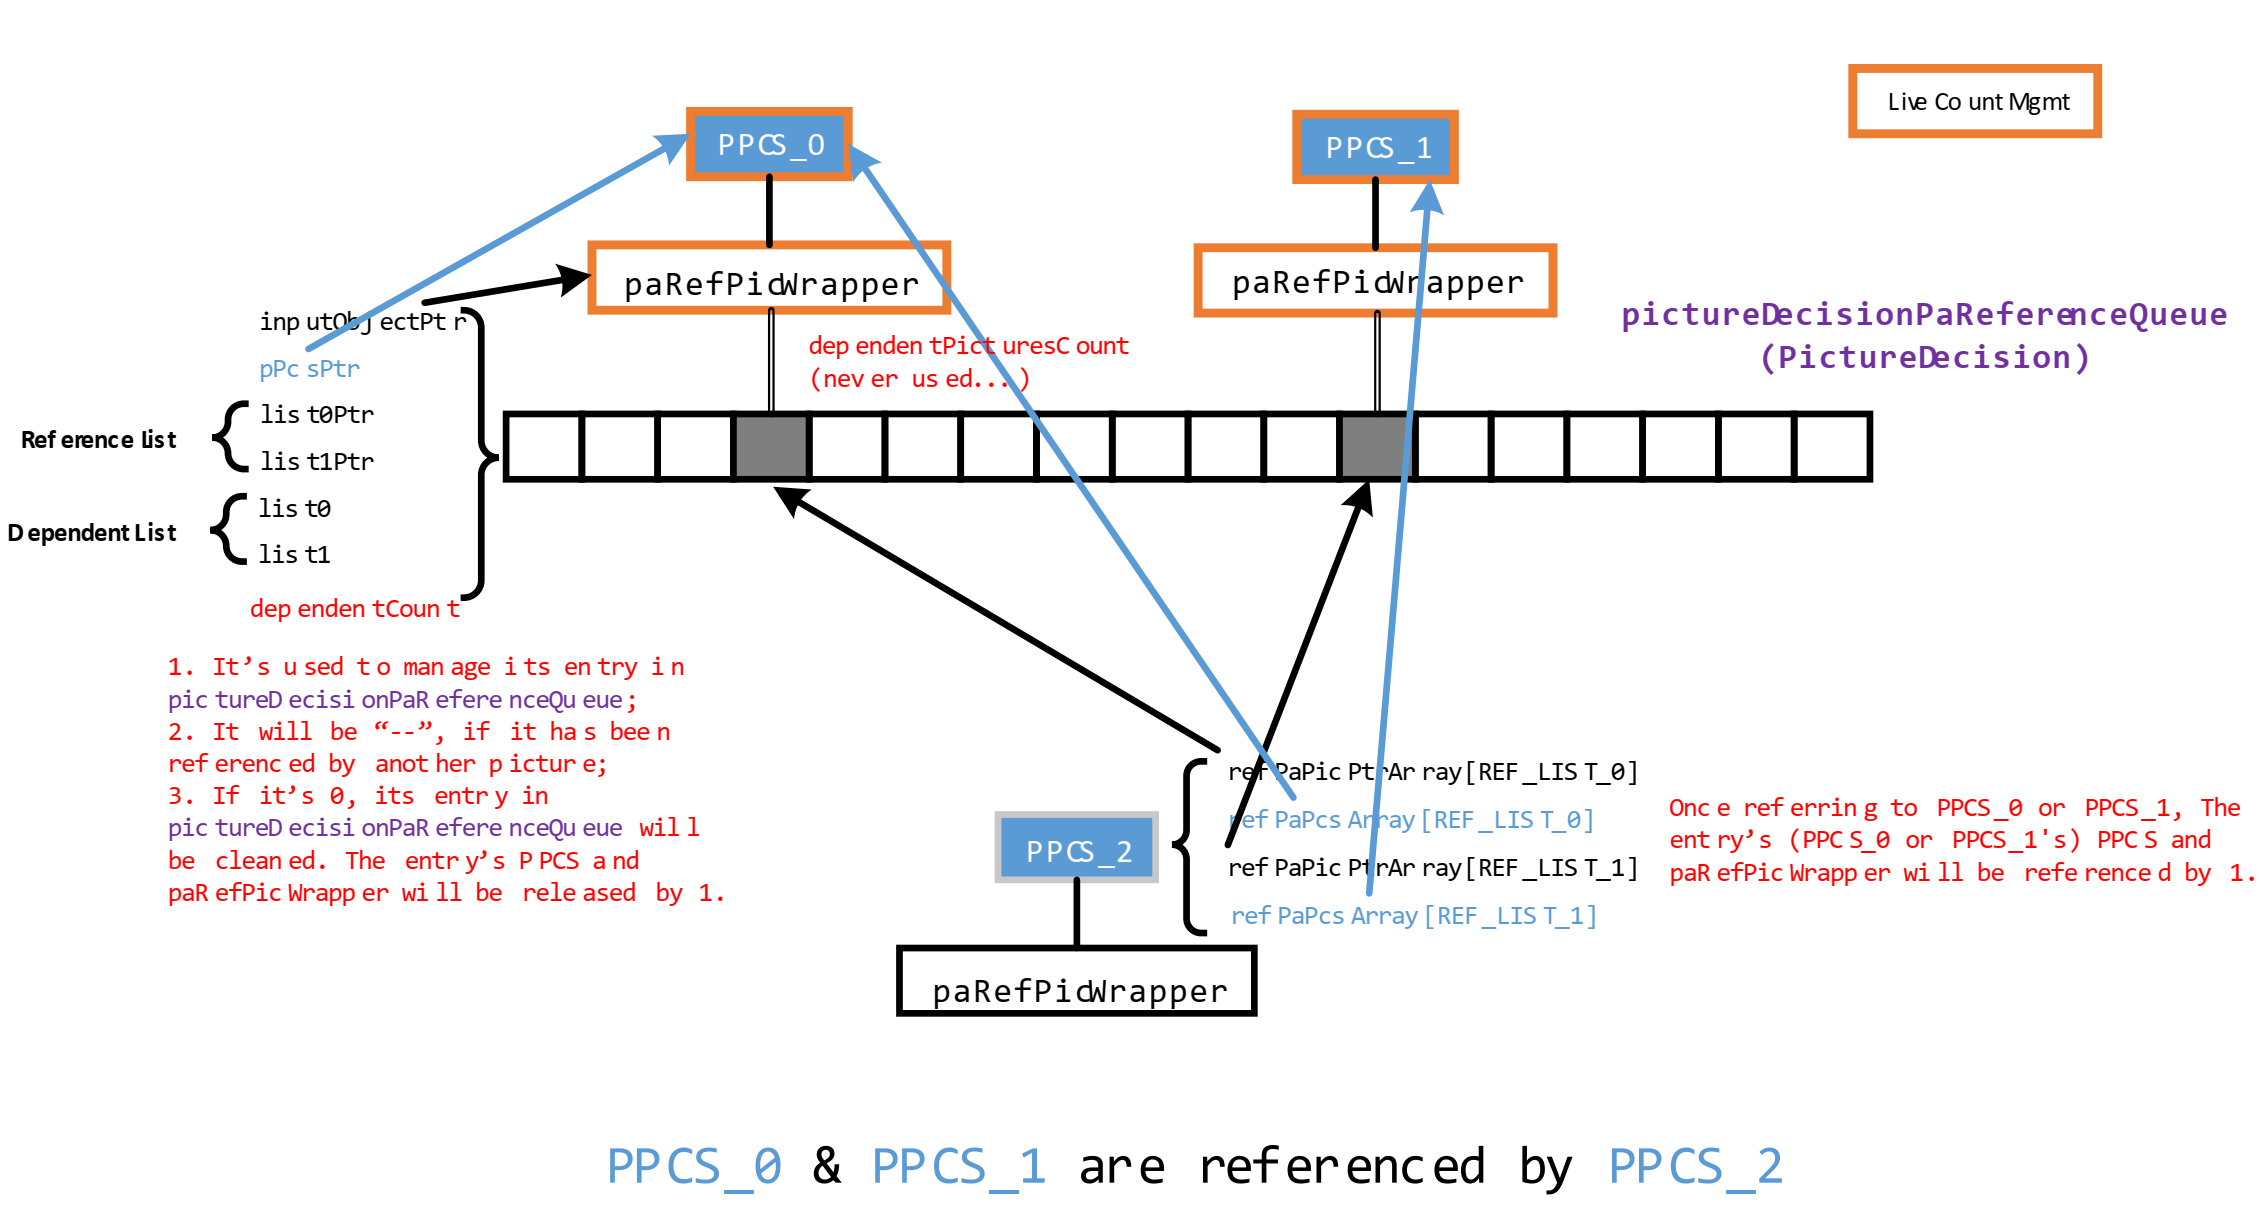 Live Count Mgmt
PPCS_0
PPCS_1
paRefPicWrapper
paRefPicWrapper
inputObjectPtr
pPcsPtr
list0Ptr
Reference List
list1Ptr
list0
Dependent List
list1
dependentCount
dependentPicturesCount
(never used...)
pictureDecisionPaReferenceQueue
(PictureDecision)
1. It’s used to manage its entry in
pictureDecisionPaReferenceQueue;
2. It will be “--”, if it has been
referenced by another picture;
3. If it’s 0, its entry in
pictureDecisionPaReferenceQueue will
be cleaned. The entry’s PPCS and
paRefPicWrapper will be released by 1.
PPCS_2
paRefPicWrapper
refPaPicPtrArray[REF_LIST_0]
refPaPcsArray[REF_LIST_0]
refPaPicPtrArray[REF_LIST_1]
refPaPcsArray[REF_LIST_1]
Once referring to PPCS_0 or PPCS_1, The
entry’s (PPCS_0 or PPCS_1's) PPCS and
paRefPicWrapper will be referenced by 1.
PPCS_0 & PPCS_1 are referenced by PPCS_2